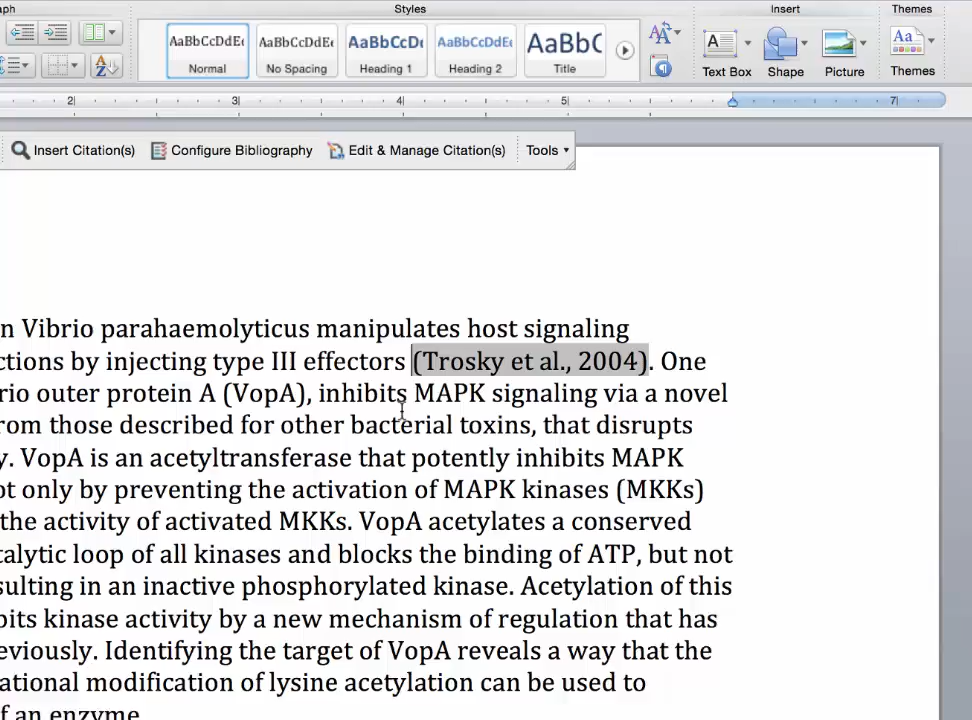 Styles Insert Themes
AaBbCcDdEe AaBbCcDdEe AaBbCcDc AaBbCcDdEe AaBbC
Normal No Spacing Heading 1 Heading 2 Title Text Box Shape Picture Themes
2 3 4 5 7
Insert Citation(s) Configure Bibliography Edit & Manage Citation(s) Tools
n Vibrio parahaemolyticus manipulates host signaling
ctions by injecting type III effectors (Trosky et al., 2004). One
rio outer protein A (VopA), inhibits MAPK signaling via a novel
rom those described for other bacterial toxins, that disrupts
y. VopA is an acetyltransferase that potently inhibits MAPK
ot only by preventing the activation of MAPK kinases (MKKs)
the activity of activated MKKs. VopA acetylates a conserved
talytic loop of all kinases and blocks the binding of ATP, but not
sulting in an inactive phosphorylated kinase. Acetylation of this
bits kinase activity by a new mechanism of regulation that has
eviously. Identifying the target of VopA reveals a way that the
ational modification of lysine acetylation can be used to
f an enzyme.